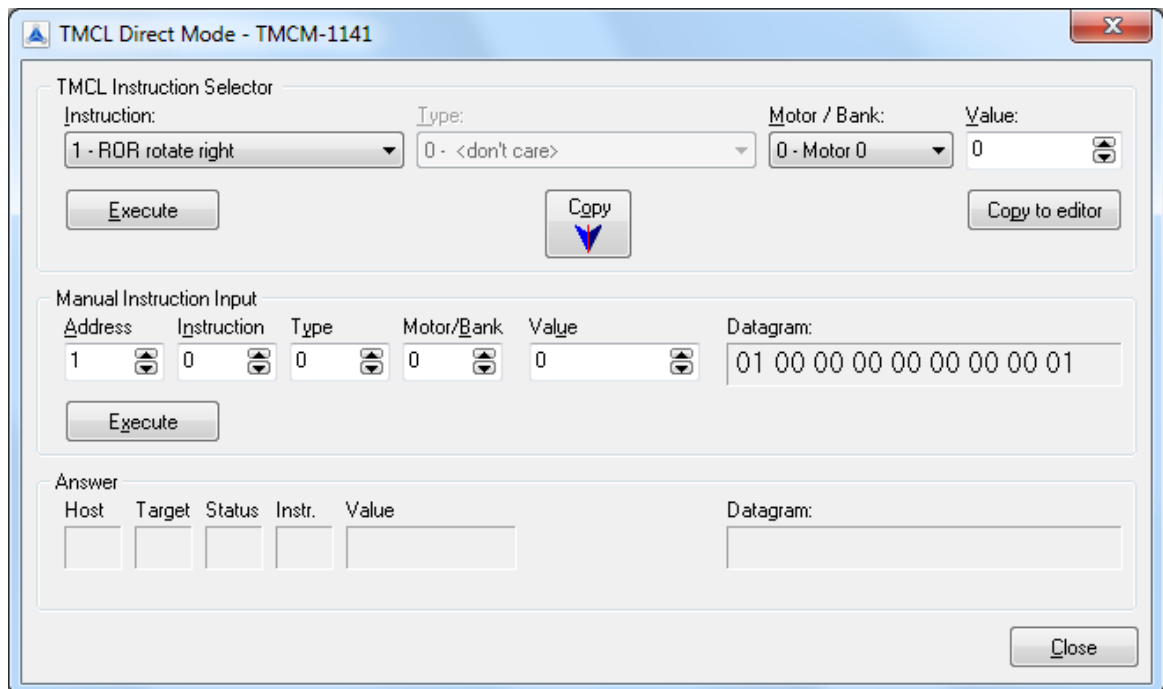 TMCL Direct Mode - TMCM-1141
TMCL Instruction Selector
Instruction: Type: Motor / Bank: Value:
1 - ROR rotate right 0 - <don't care> 0 - Motor 0 0
Execute Copy Copy to editor
Manual Instruction Input
Address Instruction Type Motor/Bank Value Datagram:
1 0 0 0 0 01 00 00 00 00 00 00 00 01
Execute
Answer
Host Target Status Instr. Value Datagram:
Close